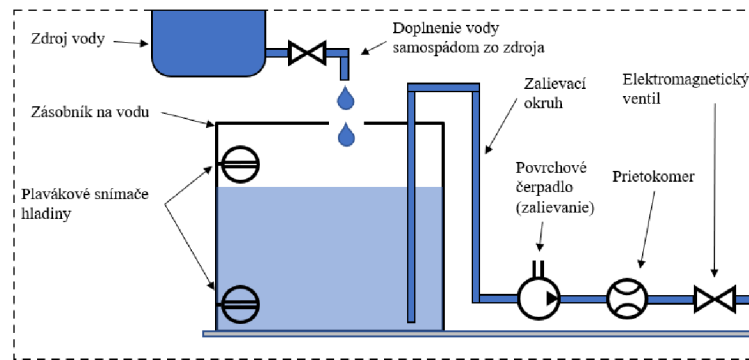 Zdroj vody
Doplnenie vody
samospádom zo zdroja
Zásobník na vodu
Zalievací
okruh
Elektromagnetický
ventil
Plavákové snímače
hladiny
Povrchové
čerpadlo
(zalievanie)
Prietokomer